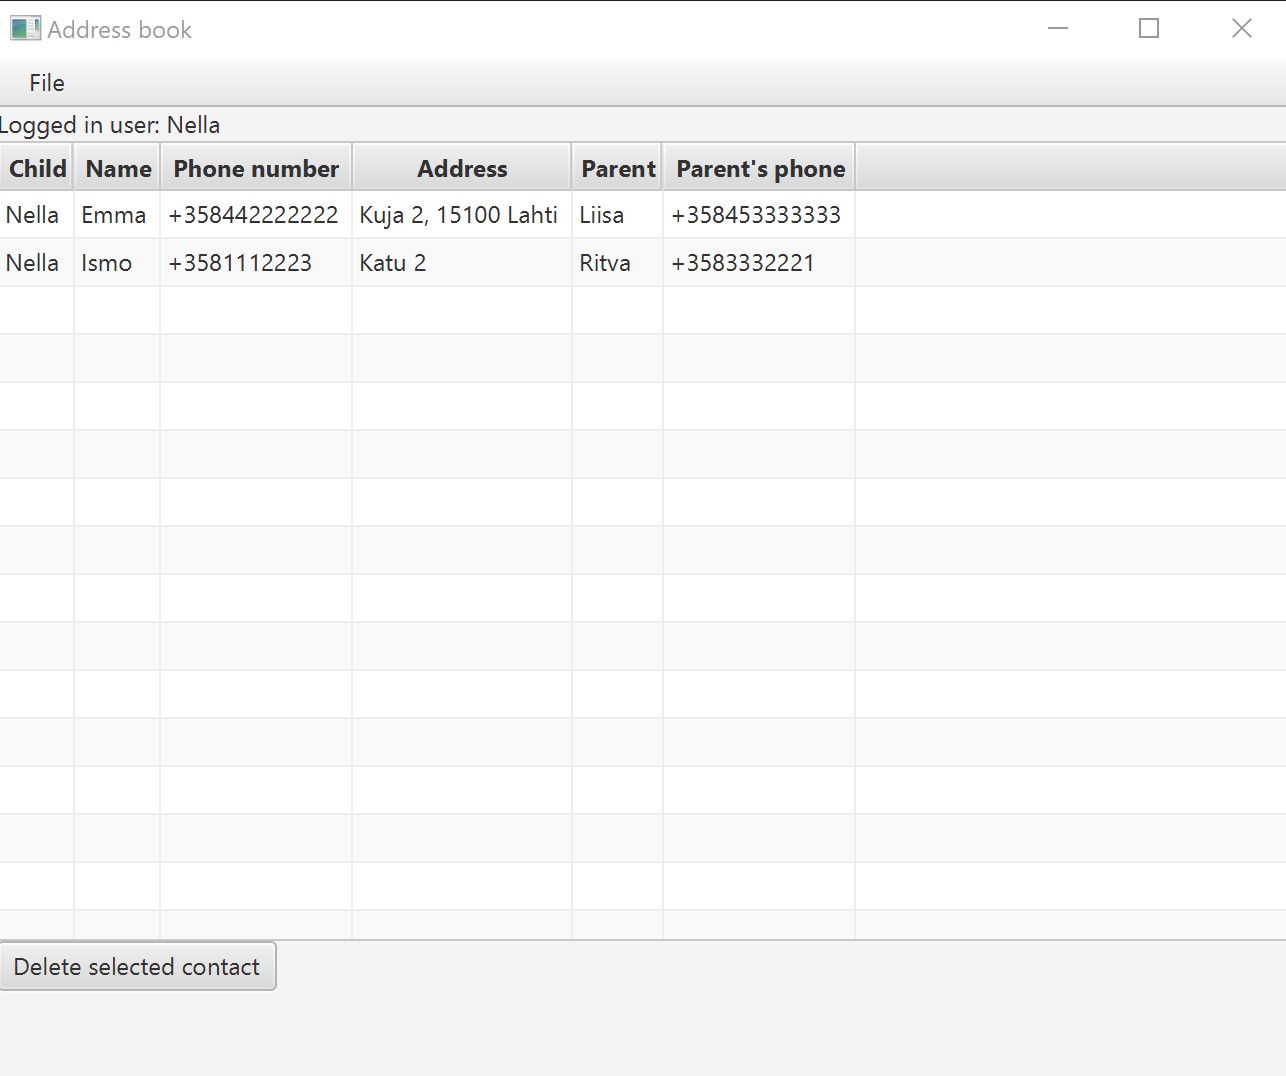 Address book
File
Logged in user: Nella
Child Name Phone number Address Parent Parent's phone
Nella Emma +358442222222 Kuja 2, 15100 Lahti Liisa +358453333333
Nella Ismo +3581112223 Katu 2 Ritva +3583332221
Delete selected contact